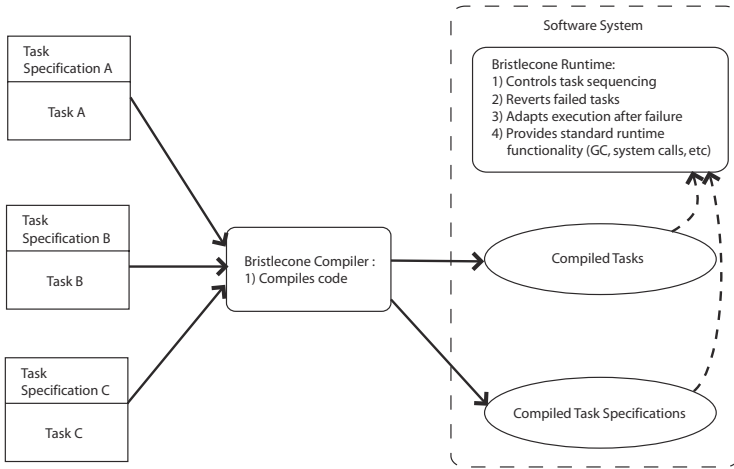 Software System
Task
Specification A
Task A
Bristlecone Runtime:
1) Controls task sequencing
2) Reverts failed tasks
3) Adapts execution after failure
4) Provides standard runtime
functionality (GC, system calls, etc)
Task
Specification B
Task B
Bristlecone Compiler :
1) Compiles code
Compiled Tasks
Task
Specification C
Task C
Compiled Task Specifications